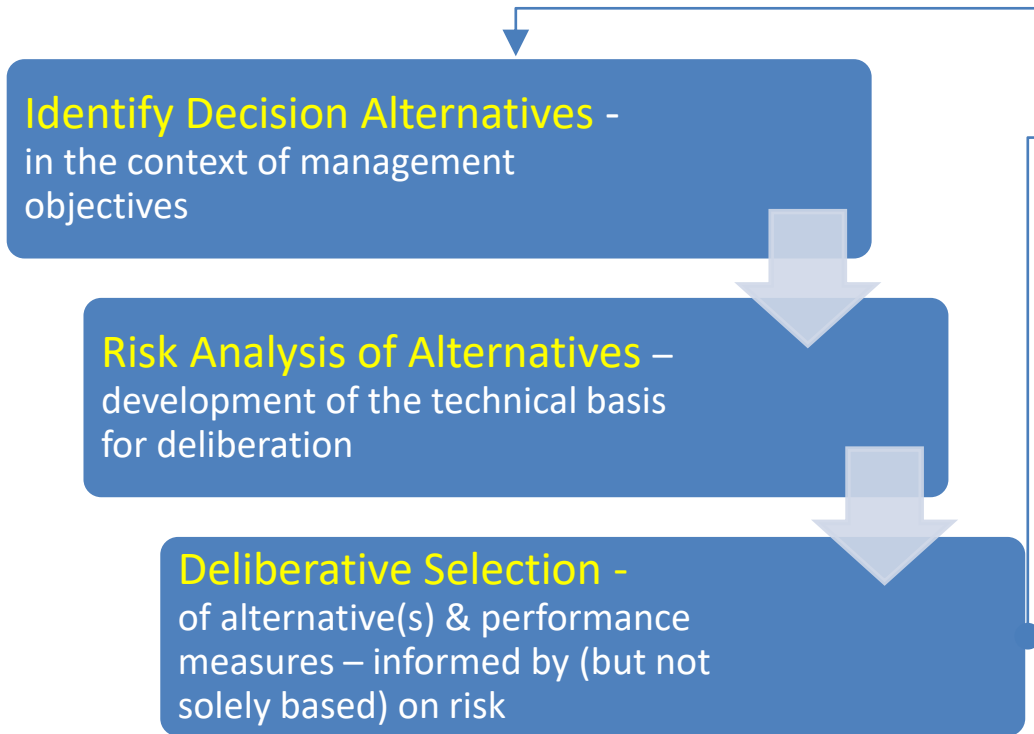 Identify Decision Alternatives -
in the context of management
objectives
Risk Analysis of Alternatives –
development of the technical basis
for deliberation
Deliberative Selection -
of alternative(s) & performance
measures – informed by (but not
solely based) on risk